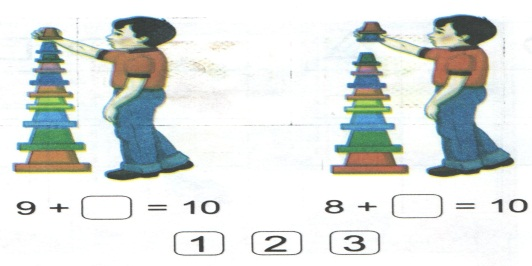 9 + = 10 8 + = 10
1 2 3